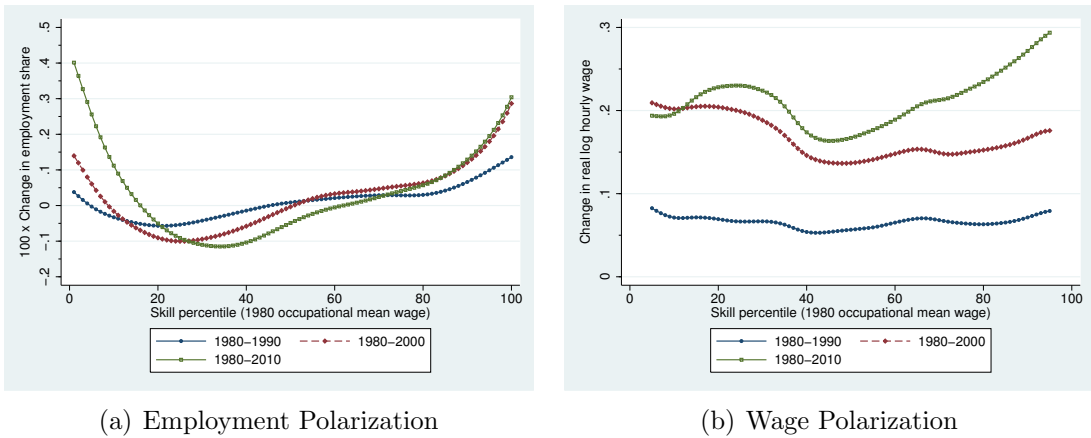 100 x Change in employment share
.5
.4
.3
.2
.1
0
-.1
-.2
0 20 40 60 80 100
Skill percentile (1980 occupational mean wage)
1980-1990 1980-2000
1980-2010
(a) Employment Polarization
Change in real log hourly wage
.3
.2
.1
0
0 20 40 60 80 100
Skill percentile (1980 occupational mean wage)
1980-1990 1980-2000
1980-2010
(b) Wage Polarization